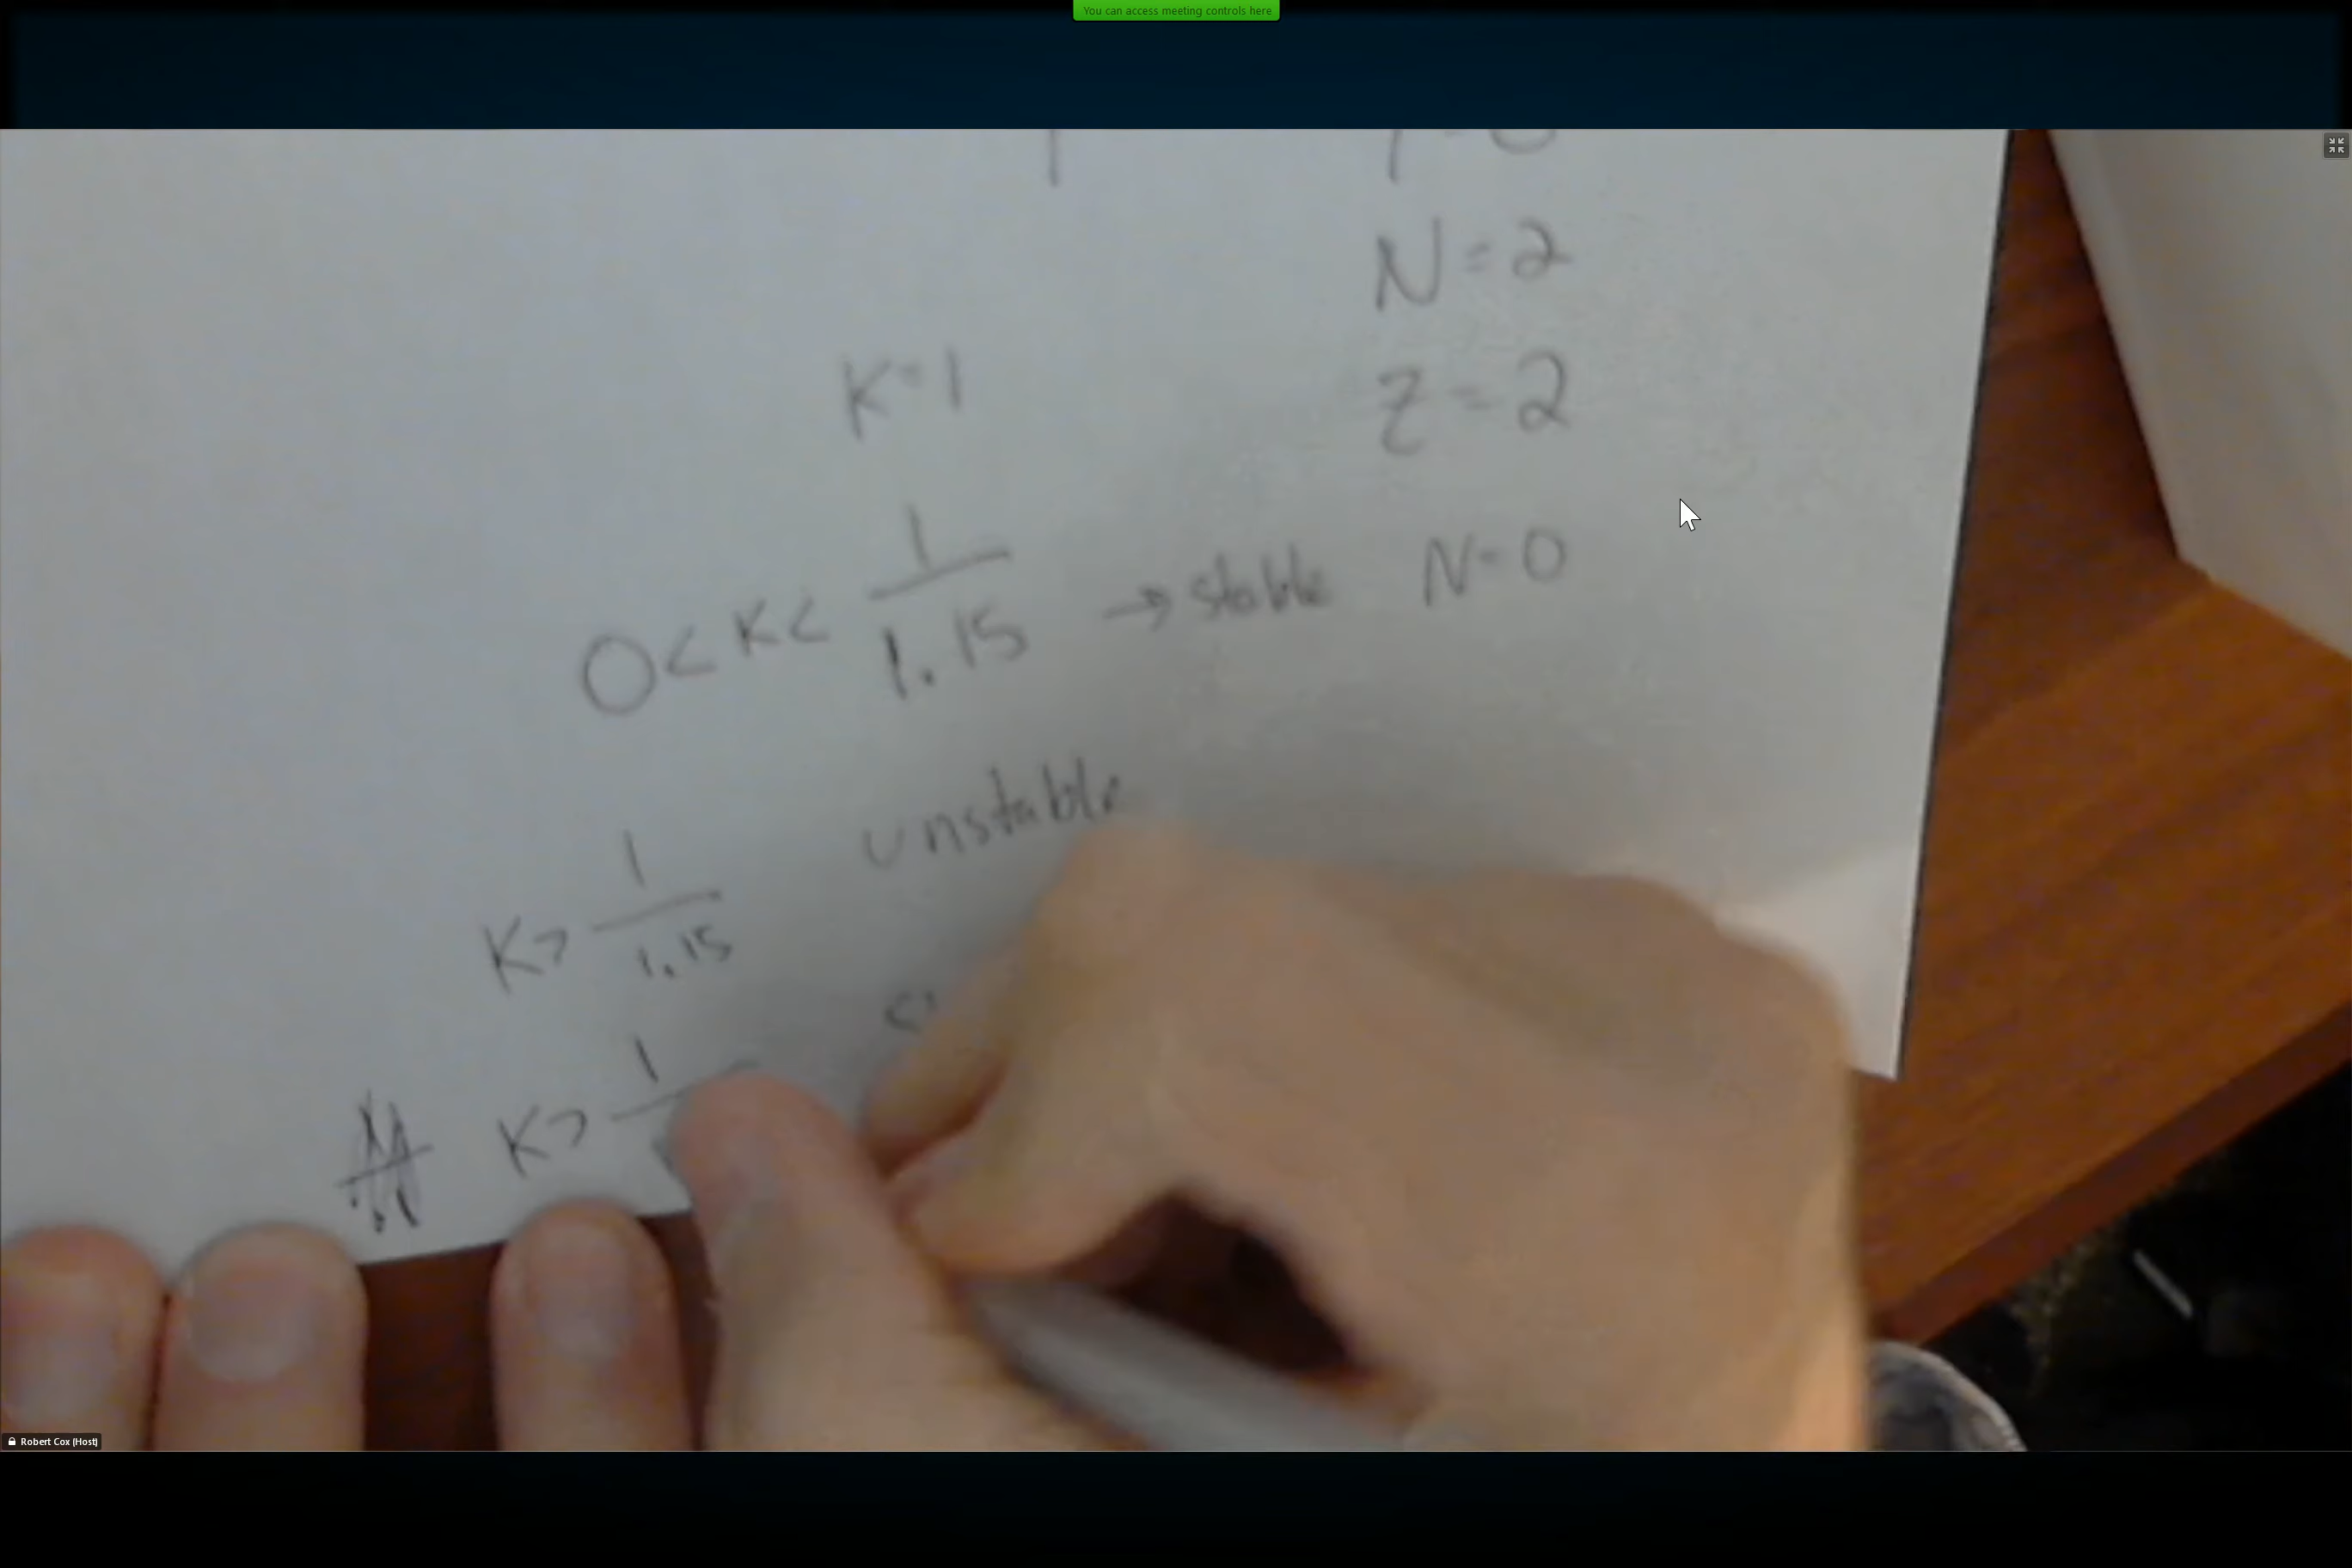 You can access meeting controls here
N = 2
K = 1
Z = 2
0 < K < 1/1.15 → stable N = 0
K > 1/1.15 unstable
K > 1
Robert Cox (Host)